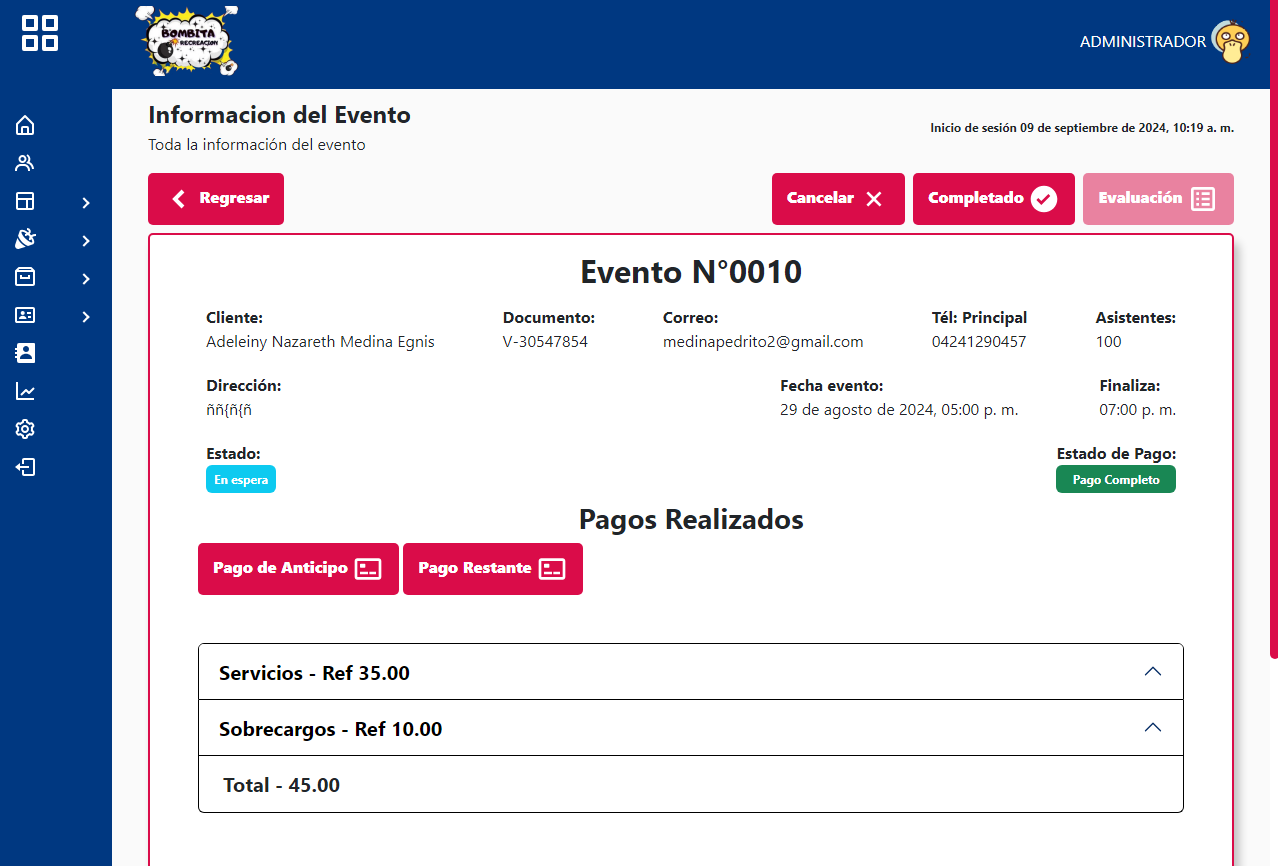 BOMBITA
RECREACION
ADMINISTRADOR
Informacion del Evento
Toda la información del evento
Inicio de sesión 09 de septiembre de 2024, 10:19 a. m.
Regresar
Cancelar
Completado
Evaluación
Evento N°0010
Cliente: Documento: Correo: Tél: Principal Asistentes:
Adeleiny Nazareth Medina Egnis V-30547854 medinapedrito2@gmail.com 04241290457 100
Dirección: Fecha evento: Finaliza:
ññ{ñ{ñ 29 de agosto de 2024, 05:00 p. m. 07:00 p. m.
Estado: Estado de Pago:
En espera Pago Completo
Pagos Realizados
Pago de Anticipo Pago Restante
Servicios - Ref 35.00
Sobrecargos - Ref 10.00
Total - 45.00